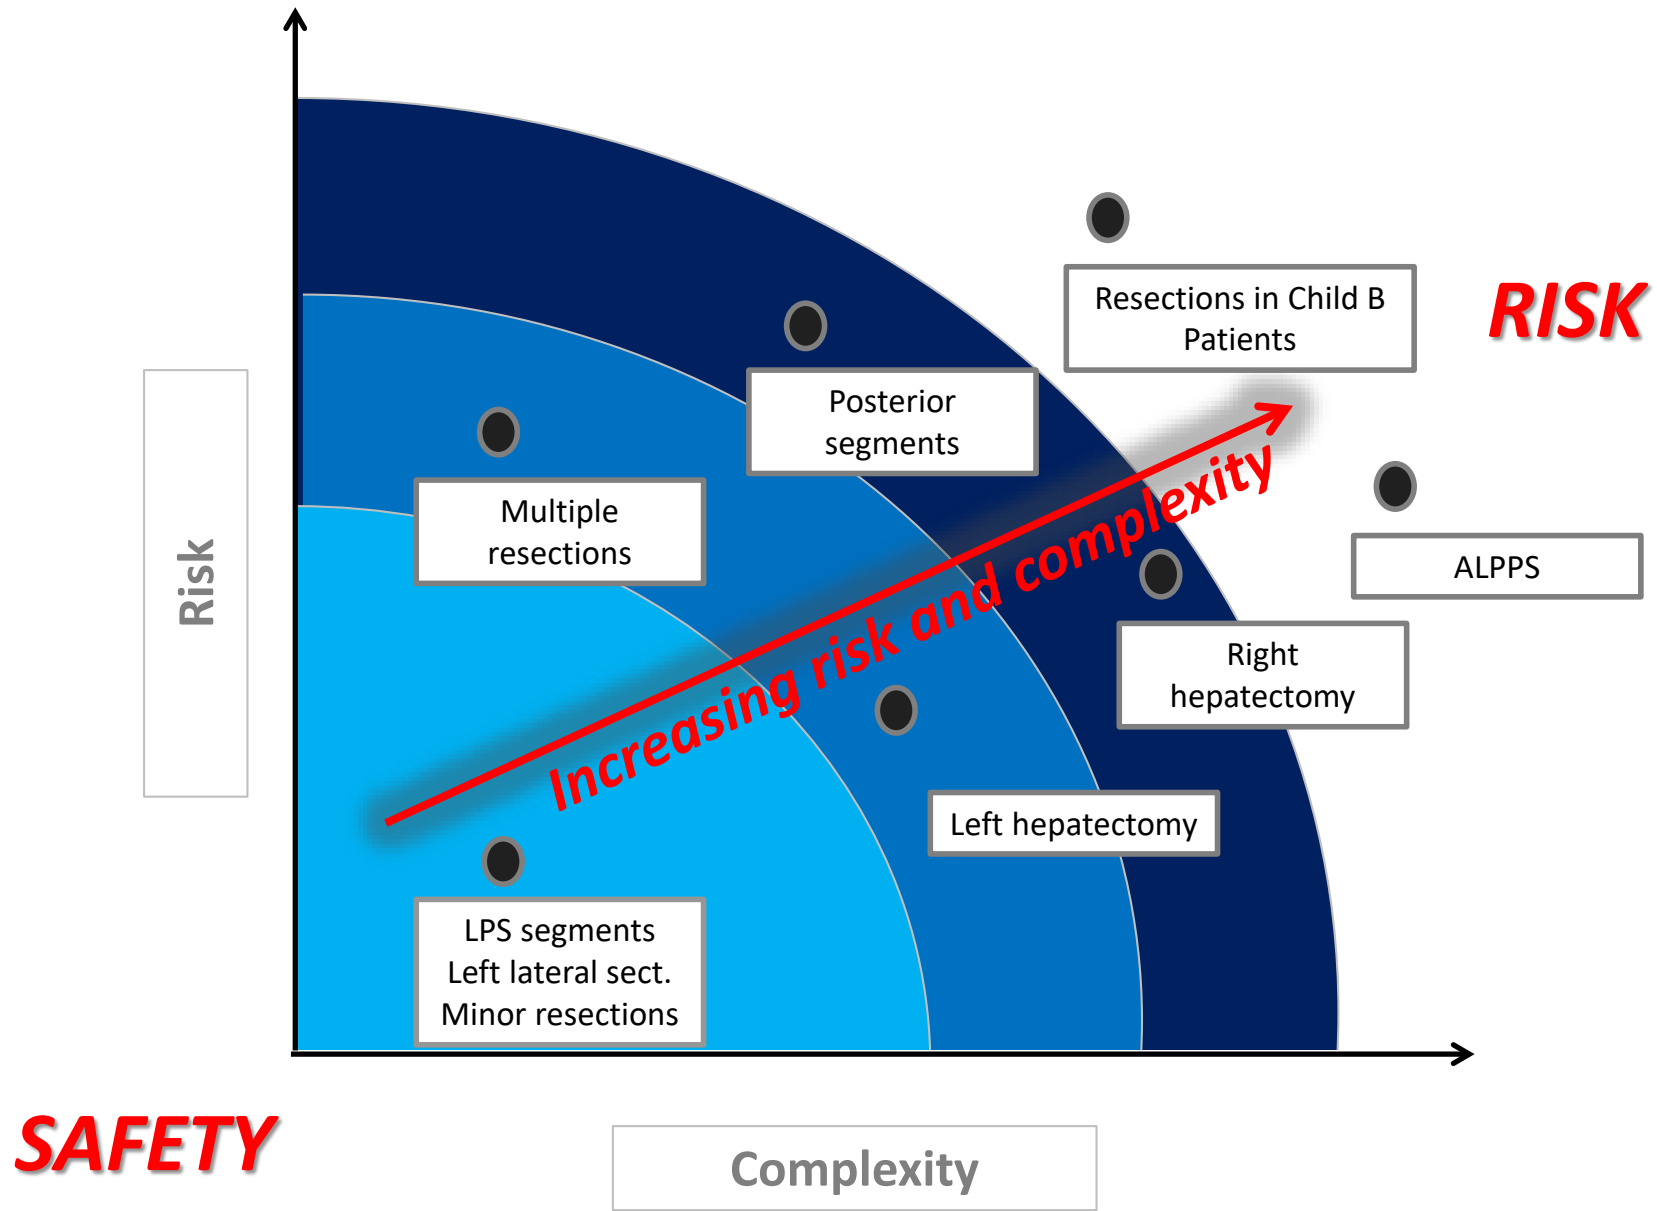 Resections in Child B
Patients
RISK
Posterior
segments
Multiple
resections
Increasing risk and complexity
ALPPS
Risk
Right
hepatectomy
Left hepatectomy
LPS segments
Left lateral sect.
Minor resections
SAFETY
Complexity